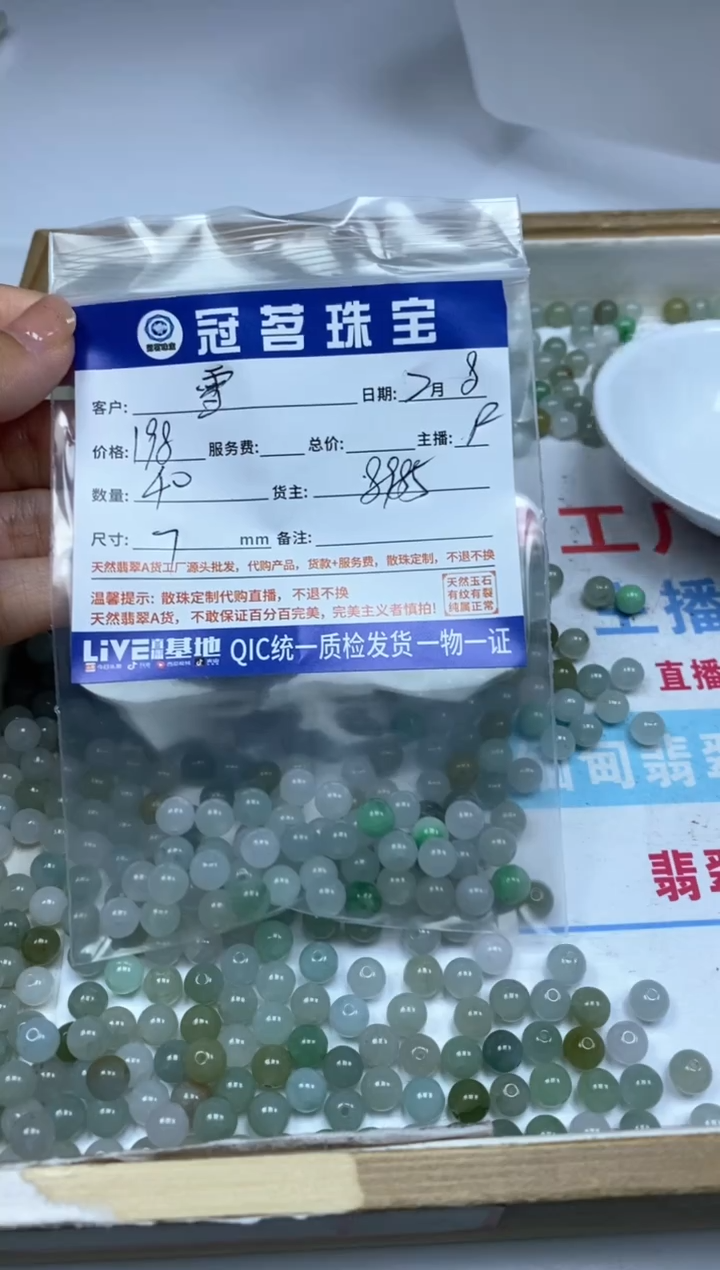 冠茗珠宝
客户: 雪 日期: 7月 8
价格: 198 服务费: 总价: 主播: P
数量: 40 货主: 8985
尺寸: 7 mm 备注:
天然翡翠A货工厂源头批发，代购产品，货款+服务费，散珠定制，不退不换
温馨提示: 散珠定制代购直播，不退不换
天然翡翠A货，不敢保证百分百完美，完美主义者慎拍!
天然玉石
有纹有裂
纯属正常
LiVE直播基地 QIC统一质检发货 一物一证
工厂
主播
直播
甸翡翠
翡翠